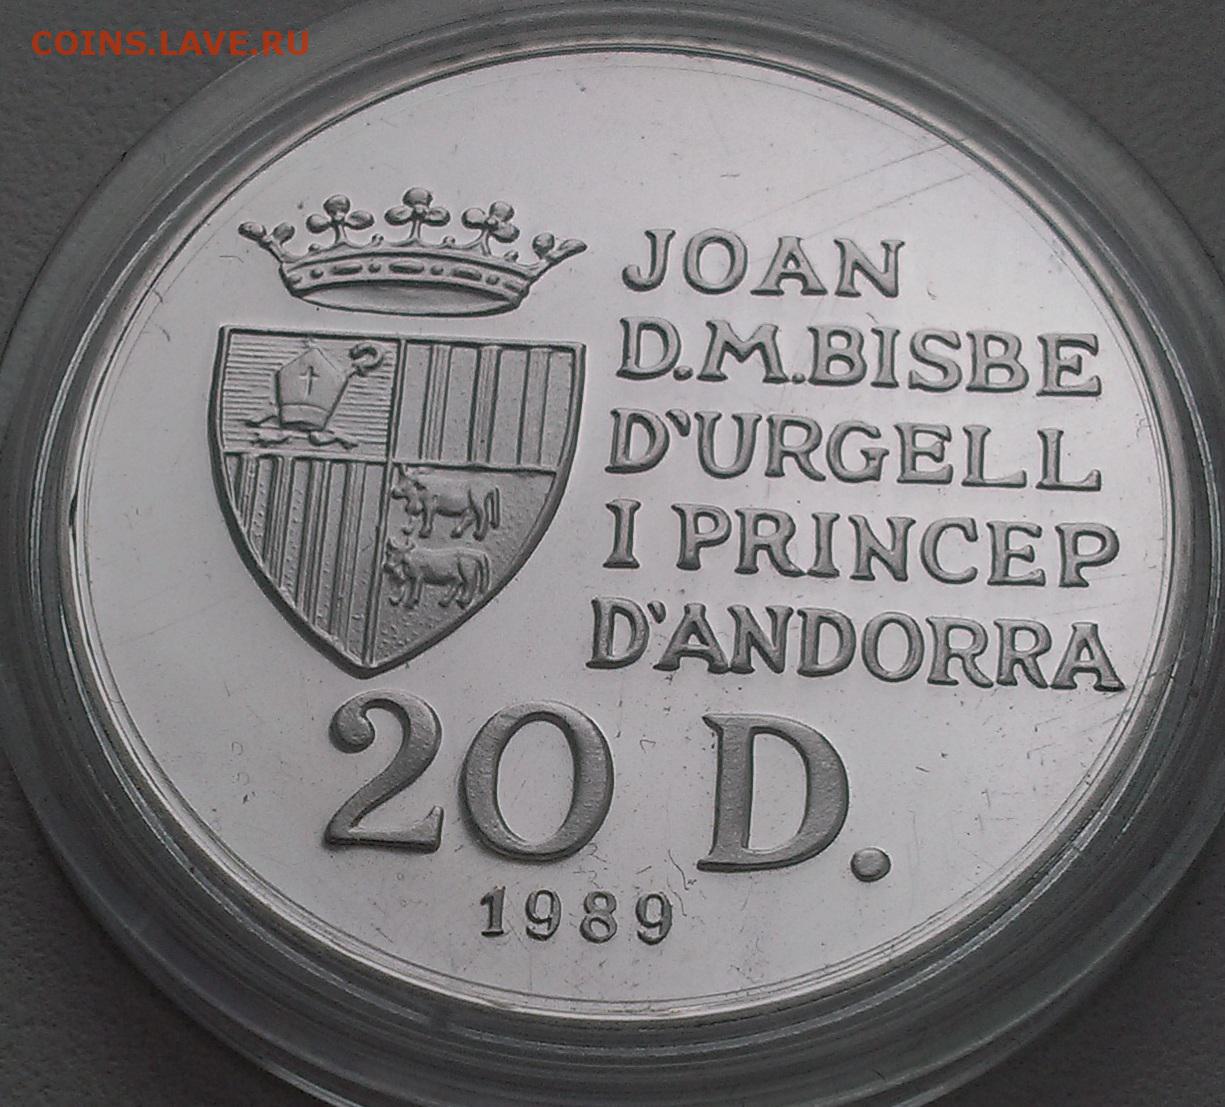 COINS.LAVE.RU
JOAN
D.M.BISBE
D'URGELL
I PRINCEP
D'ANDORRA
20 D.
1989